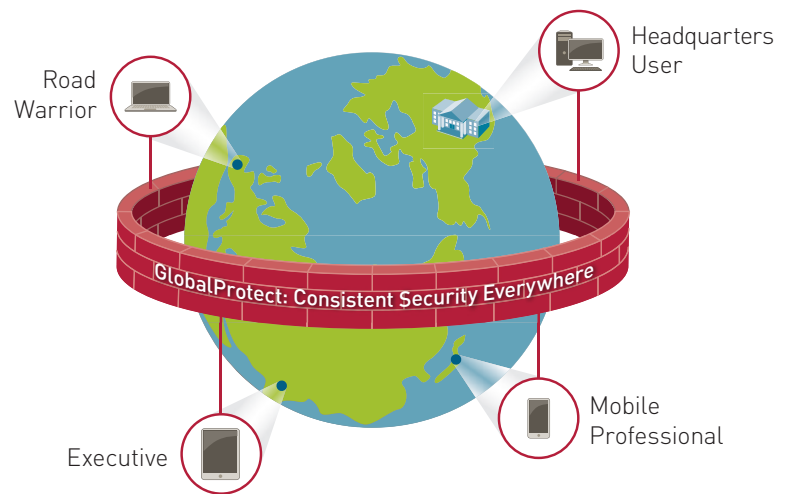 Road
Warrior
Headquarters
User
GlobalProtect: Consistent Security Everywhere
Executive
Mobile
Professional